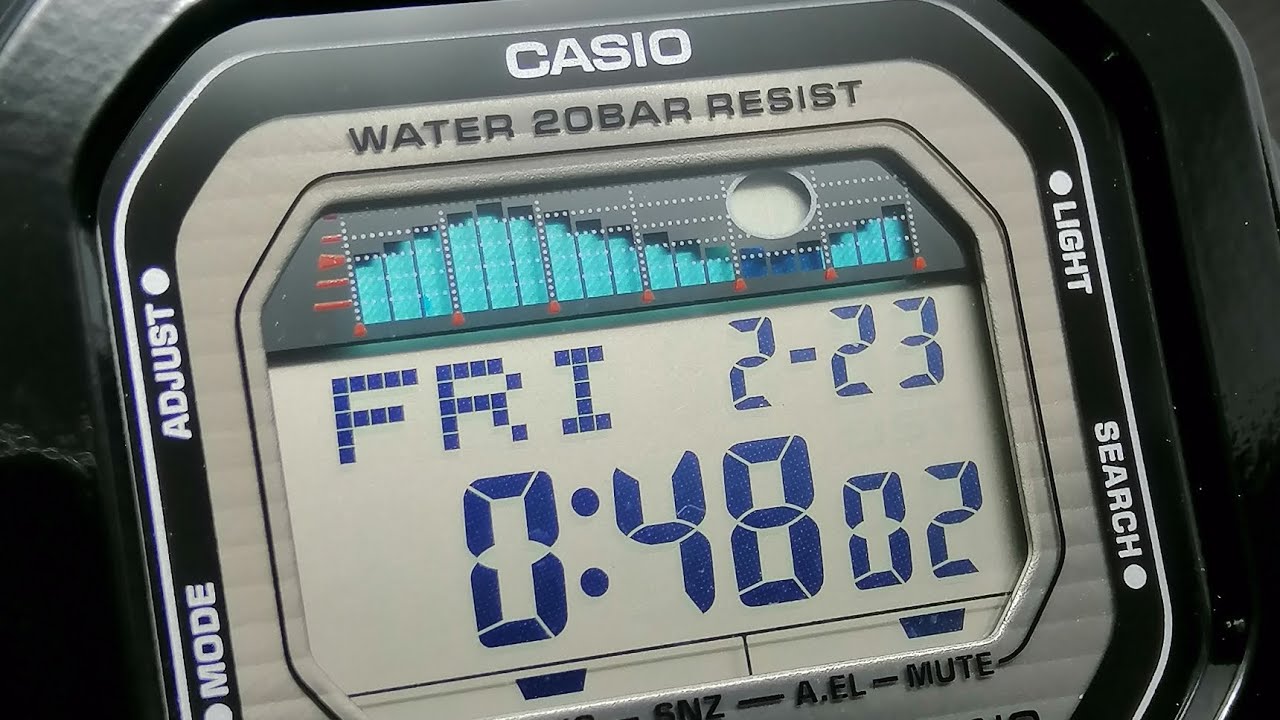 CASIO
WATER 20BAR RESIST
LIGHT
ADJUST
FRI 2-23
0:48 02
SEARCH
MODE
SNZ — A.EL — MUTE